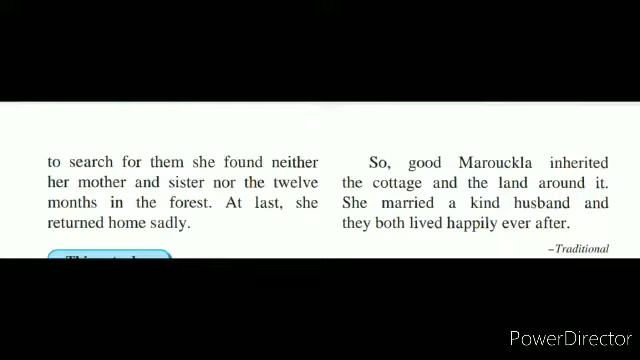 to search for them she found neither
her mother and sister nor the twelve
months in the forest. At last, she
returned home sadly.
So, good Marouckla inherited
the cottage and the land around it.
She married a kind husband and
they both lived happily ever after.
–Traditional
PowerDirector